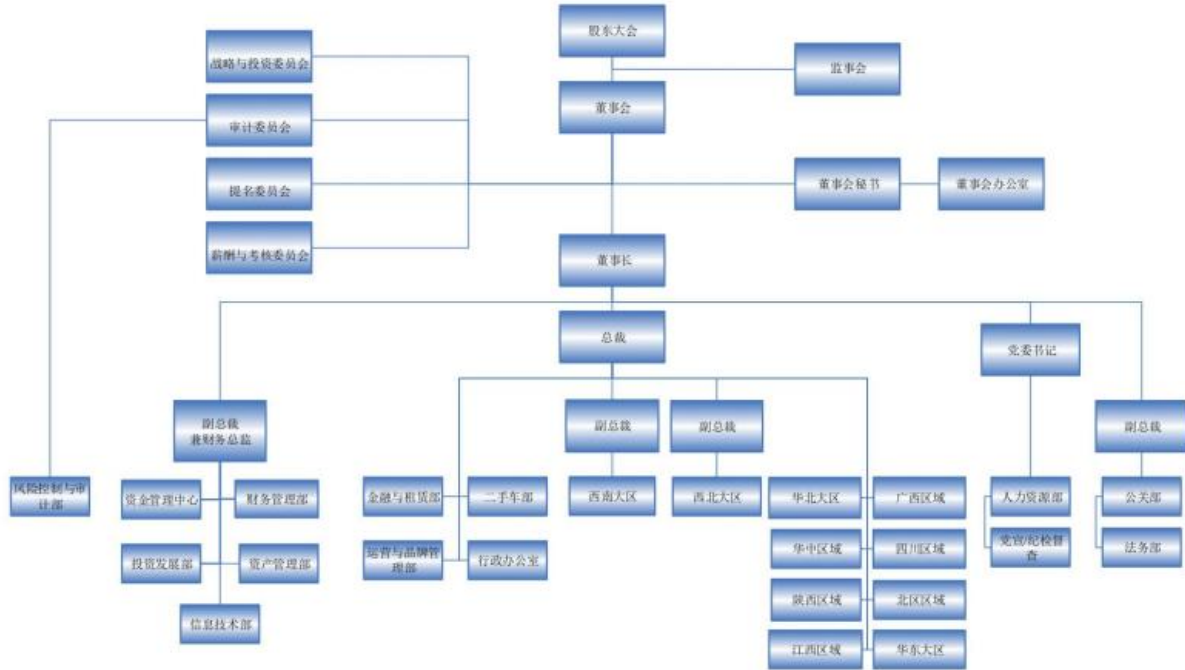 股东大会
战略与投资委员会
监事会
董事会
审计委员会
提名委员会
董事会秘书
董事会办公室
薪酬与考核委员会
董事长
总裁
党委书记
副总裁
兼财务总监
副总裁
副总裁
副总裁
风险控制与审
计部
资金管理中心
财务管理部
金融与租赁部
二手车部
西南大区
西北大区
华北大区
广西区域
人力资源部
公关部
投资发展部
资产管理部
运营与品牌管
理部
行政办公室
华中区域
四川区域
党宣/纪检督
查
法务部
信息技术部
陕西区域
北区区域
江西区域
华东大区